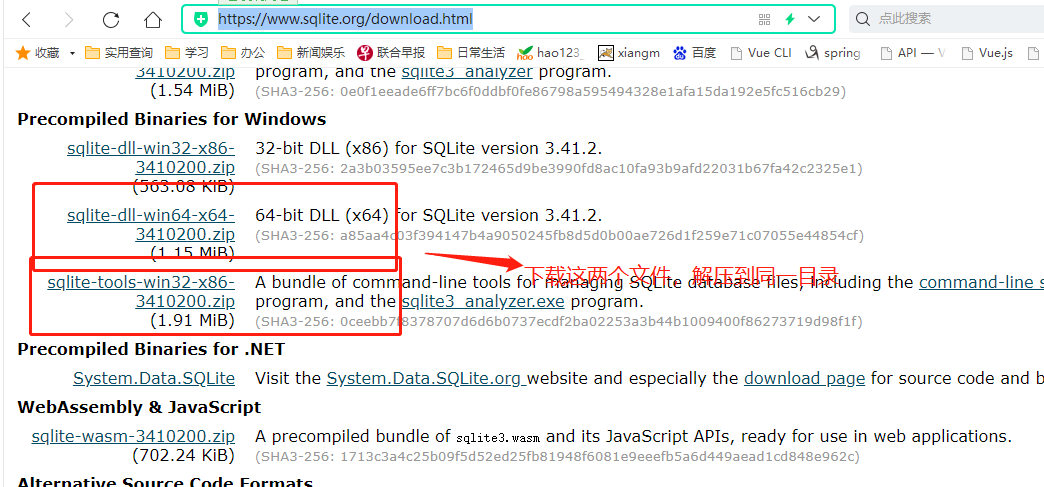 https://www.sqlite.org/download.html
点此搜索
收藏 实用查询 学习 办公 新闻娱乐 联合早报 日常生活 hao123_ xiangm 百度 Vue CLI spring API — V Vue.js
3410200.zip program, and the sqlite3_analyzer program.
(1.54 MiB) (SHA3-256: 0e0f1eeade6ff7bc6f0ddbf0fe86798a595494328e1afa15da192e5fc516cb29)
Precompiled Binaries for Windows
sqlite-dll-win32-x86- 32-bit DLL (x86) for SQLite version 3.41.2.
3410200.zip (SHA3-256: 2a3b03595ee7c3b172465d9be3990fd8ac10fa93b9afd22031b67fa42c2325e1)
(563.08 KiB)
sqlite-dll-win64-x64- 64-bit DLL (x64) for SQLite version 3.41.2.
3410200.zip (SHA3-256: a85aa4c03f394147b4a9050245fb8d5d0b00ae726d1f259e71c07055e44854cf)
(1.15 MiB)
下载这两个文件，解压到同一目录
sqlite-tools-win32-x86- A bundle of command-line tools for managing SQLite database files, including the command-line s
3410200.zip program, and the sqlite3_analyzer.exe program.
(1.91 MiB) (SHA3-256: 0ceebb7f8378707d6d6b0737ecdf2ba02253a3b44b1009400f86273719d98f1f)
Precompiled Binaries for .NET
System.Data.SQLite Visit the System.Data.SQLite.org website and especially the download page for source code and b
WebAssembly & JavaScript
sqlite-wasm-3410200.zip A precompiled bundle of sqlite3.wasm and its JavaScript APIs, ready for use in web applications.
(702.24 KiB) (SHA3-256: 1713c3a4c25b09f5d52ed25fb81948f6081e9eeefb5a6d449aead1cd848e962c)
Alternative Source Code Formats